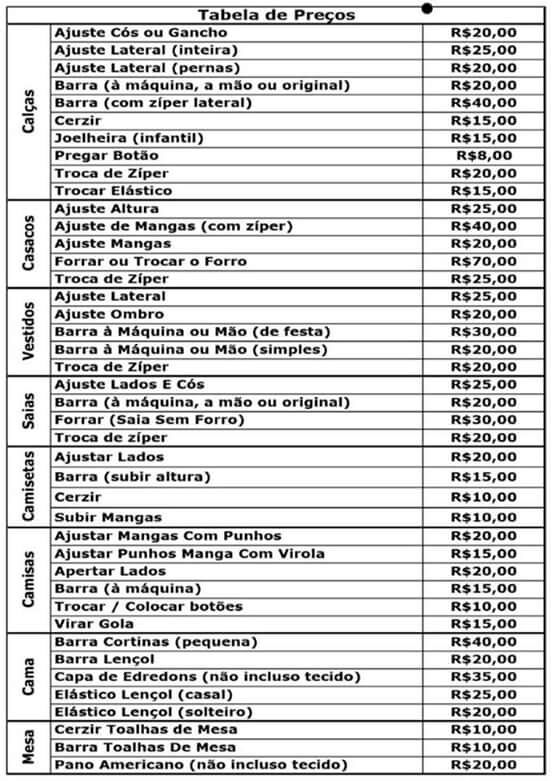 Tabela de Preços
Calças
Ajuste Cós ou Gancho R$20,00
Ajuste Lateral (inteira) R$25,00
Ajuste Lateral (pernas) R$20,00
Barra (à máquina, a mão ou original) R$20,00
Barra (com zíper lateral) R$40,00
Cerzir R$15,00
Joelheira (infantil) R$15,00
Pregar Botão R$8,00
Troca de Zíper R$20,00
Trocar Elástico R$15,00
Casacos
Ajuste Altura R$25,00
Ajuste de Mangas (com zíper) R$40,00
Ajuste Mangas R$20,00
Forrar ou Trocar o Forro R$70,00
Troca de Zíper R$25,00
Vestidos
Ajuste Lateral R$25,00
Ajuste Ombro R$20,00
Barra à Máquina ou Mão (de festa) R$30,00
Barra à Máquina ou Mão (simples) R$20,00
Troca de Zíper R$20,00
Saias
Ajuste Lados E Cós R$25,00
Barra (à máquina, a mão ou original) R$20,00
Forrar (Saia Sem Forro) R$30,00
Troca de zíper R$20,00
Camisetas
Ajustar Lados R$20,00
Barra (subir altura) R$15,00
Cerzir R$10,00
Subir Mangas R$10,00
Camisas
Ajustar Mangas Com Punhos R$20,00
Ajustar Punhos Manga Com Virola R$15,00
Apertar Lados R$20,00
Barra (à máquina) R$15,00
Trocar / Colocar botões R$10,00
Virar Gola R$15,00
Cama
Barra Cortinas (pequena) R$40,00
Barra Lençol R$20,00
Capa de Edredons (não incluso tecido) R$35,00
Elástico Lençol (casal) R$25,00
Elástico Lençol (solteiro) R$20,00
Mesa
Cerzir Toalhas de Mesa R$10,00
Barra Toalhas De Mesa R$10,00
Pano Americano (não incluso tecido) R$20,00